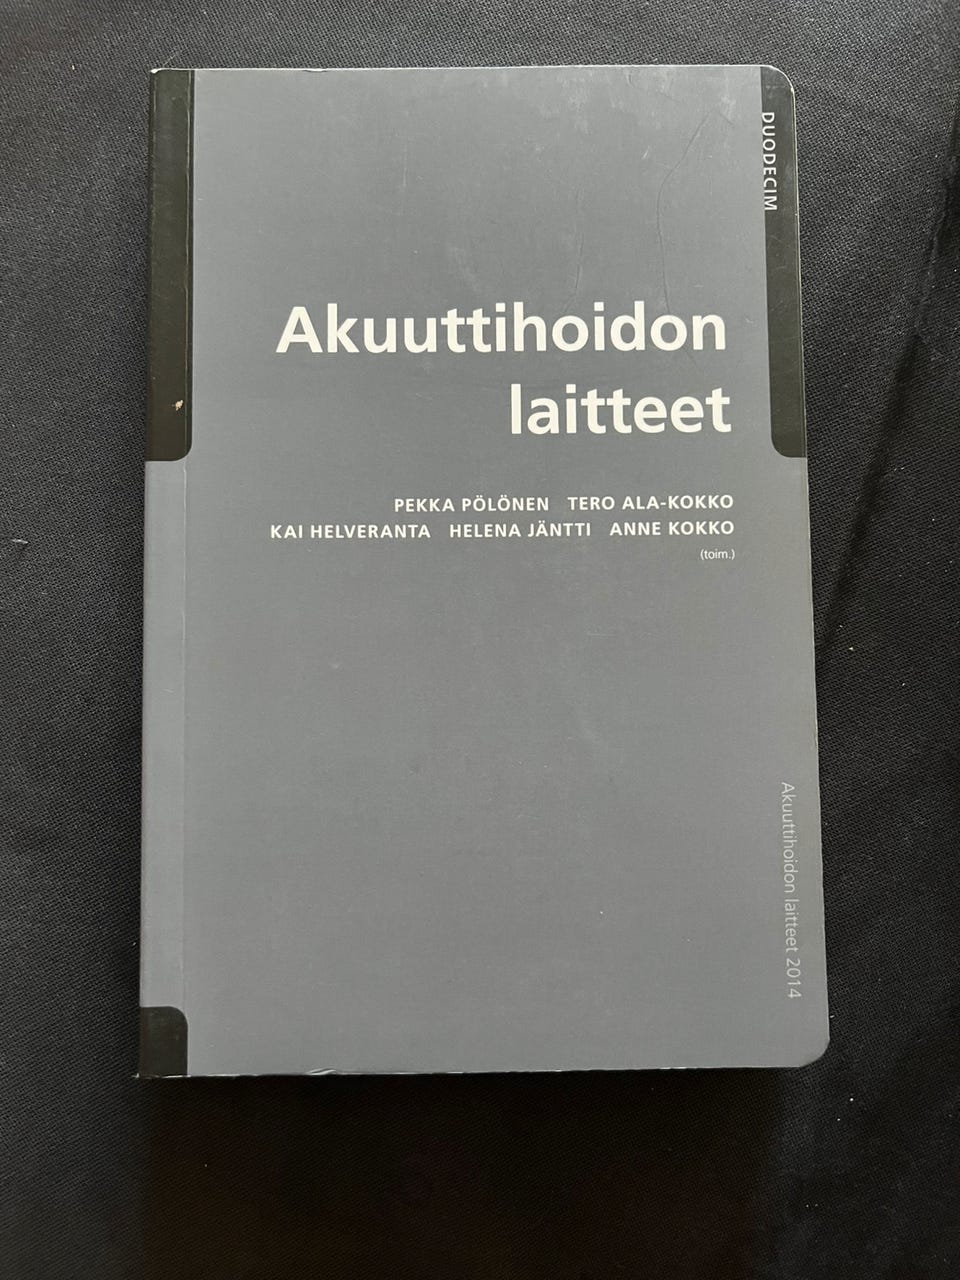 DUODECIM
Akuuttihoidon
laitteet
PEKKA PÖLÖNEN TERO ALA-KOKKO
KAI HELVERANTA HELENA JÄNTTI ANNE KOKKO
(toim.)
Akuuttihoidon laitteet 2014